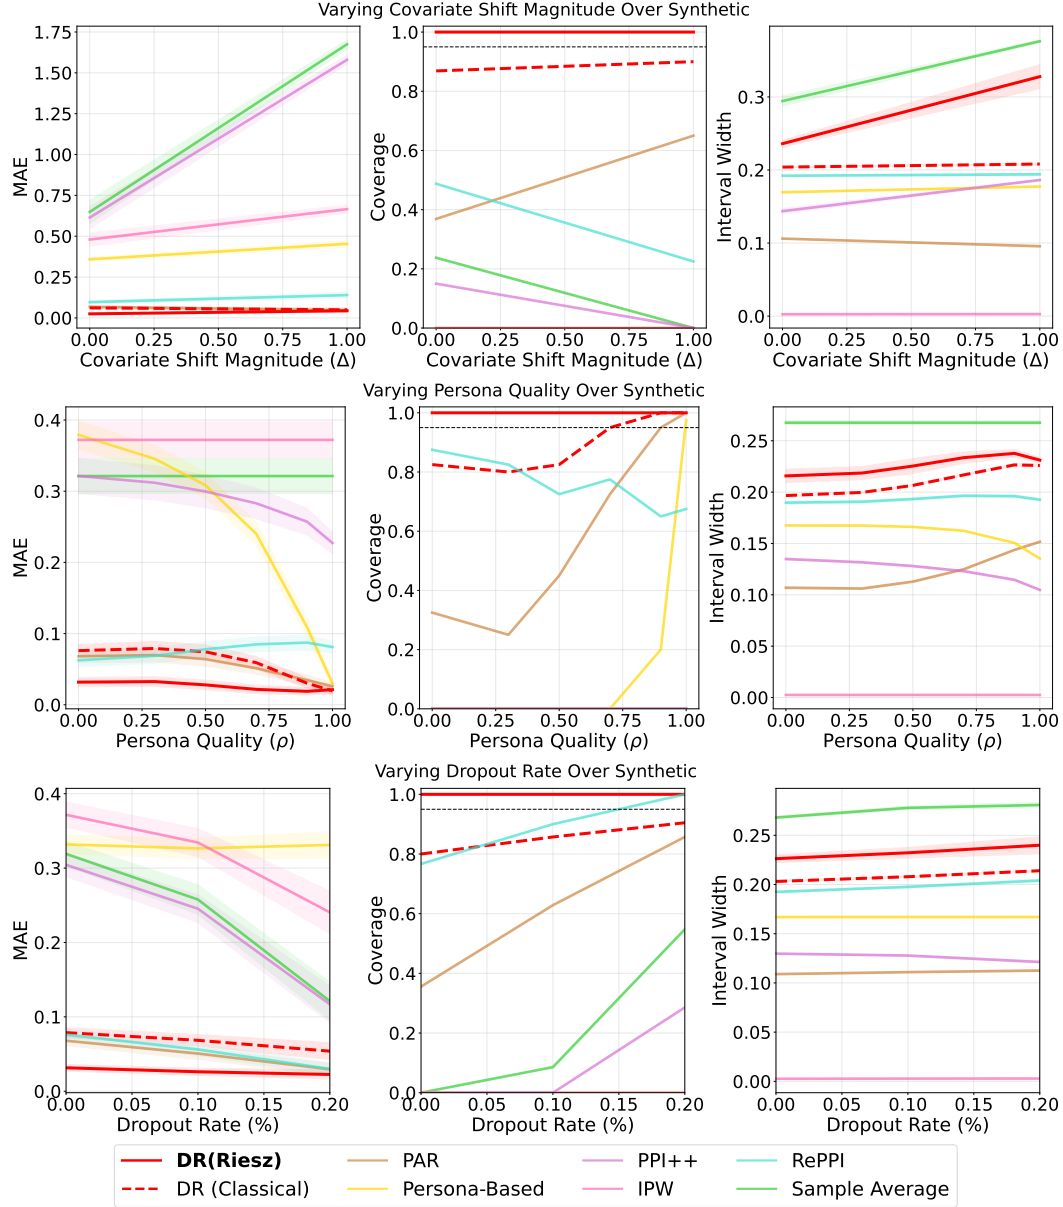 Varying Covariate Shift Magnitude Over Synthetic
1.75
1.50
1.25
1.00
0.75
0.50
0.25
0.00
MAE
0.00 0.25 0.50 0.75 1.00
Covariate Shift Magnitude (Δ)
1.0
0.8
0.6
0.4
0.2
0.0
Coverage
0.00 0.25 0.50 0.75 1.00
Covariate Shift Magnitude (Δ)
0.3
0.2
0.1
0.0
Interval Width
0.00 0.25 0.50 0.75 1.00
Covariate Shift Magnitude (Δ)
Varying Persona Quality Over Synthetic
0.4
0.3
0.2
0.1
0.0
MAE
0.00 0.25 0.50 0.75 1.00
Persona Quality (ρ)
1.0
0.8
0.6
0.4
0.2
0.0
Coverage
0.00 0.25 0.50 0.75 1.00
Persona Quality (ρ)
0.25
0.20
0.15
0.10
0.05
0.00
Interval Width
0.00 0.25 0.50 0.75 1.00
Persona Quality (ρ)
Varying Dropout Rate Over Synthetic
0.4
0.3
0.2
0.1
0.0
MAE
0.00 0.05 0.10 0.15 0.20
Dropout Rate (%)
1.0
0.8
0.6
0.4
0.2
0.0
Coverage
0.00 0.05 0.10 0.15 0.20
Dropout Rate (%)
0.25
0.20
0.15
0.10
0.05
0.00
Interval Width
0.00 0.05 0.10 0.15 0.20
Dropout Rate (%)
DR(Riesz) PAR PPI++ RePPI
DR (Classical) Persona-Based IPW Sample Average